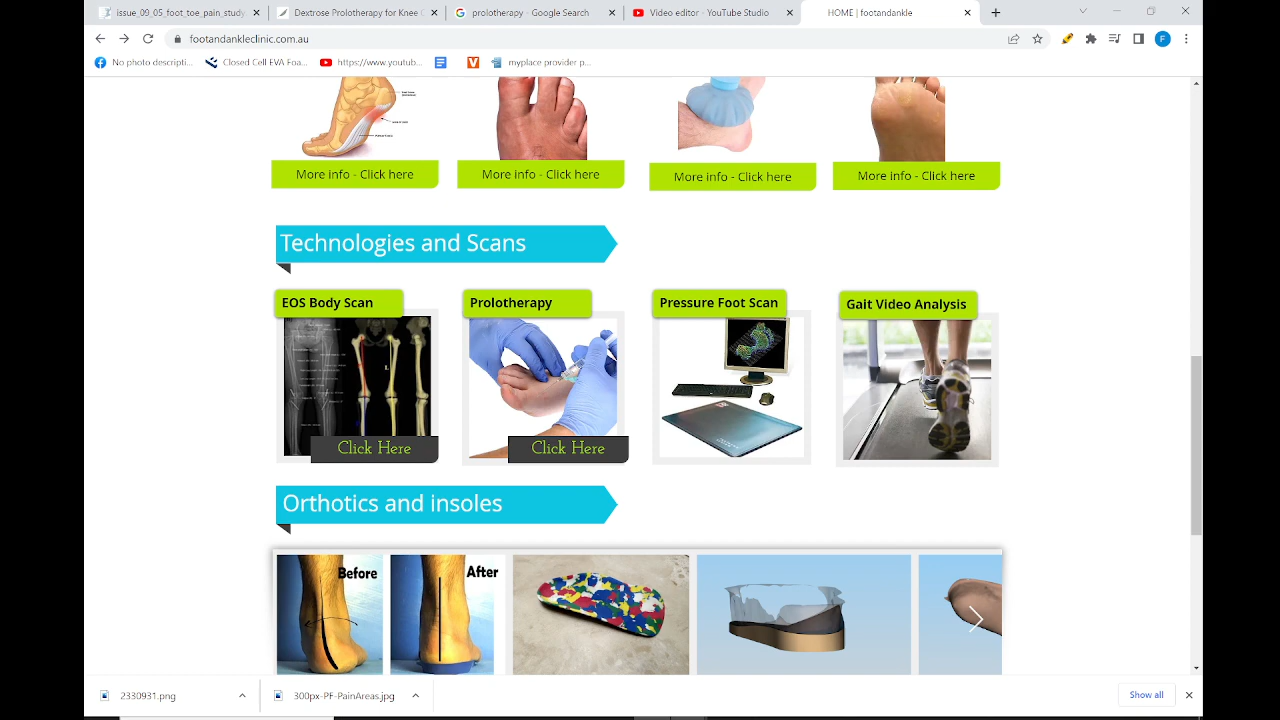 issue_09_05_foot_toe_pain_study
Dextrose Prolotherapy for Knee O
prolotherapy - Google Search
Video editor - YouTube Studio
HOME | footandankle
footandankleclinic.com.au
F
No photo descripti...
Closed Cell EVA Foa...
https://www.youtub...
myplace provider p...
More info - Click here
More info - Click here
More info - Click here
More info - Click here
Technologies and Scans
EOS Body Scan
Prolotherapy
Pressure Foot Scan
Gait Video Analysis
L
Click Here
Click Here
Orthotics and insoles
Before
After
2330931.png
300px-PF-PainAreas.jpg
Show all